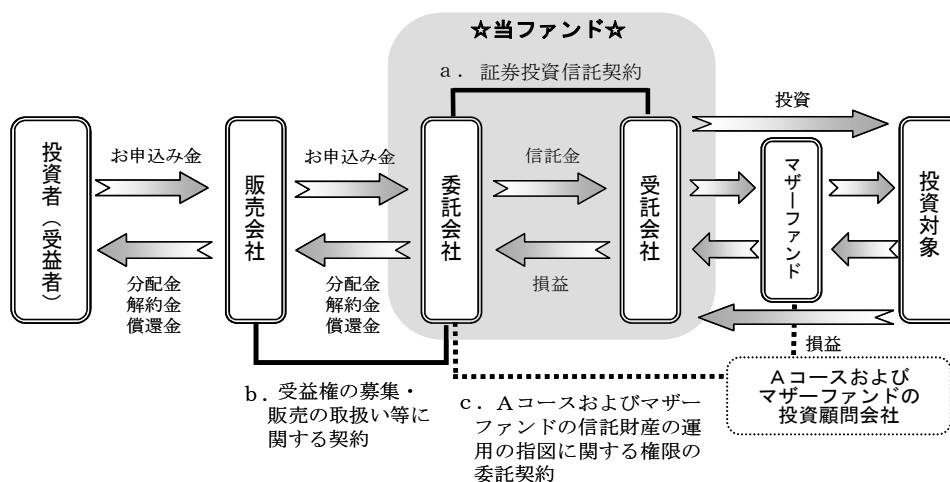 ☆当ファンド☆
a．証券投資信託契約
投資者（受益者）
お申込み金
分配金
解約金
償還金
販売会社
お申込み金
分配金
解約金
償還金
委託会社
信託金
損益
受託会社
投資
マザーファンド
損益
投資対象
b．受益権の募集・
販売の取扱い等に
関する契約
c．Aコースおよびマザー
ファンドの信託財産の運
用の指図に関する権限の
委託契約
Aコースおよび
マザーファンドの
投資顧問会社